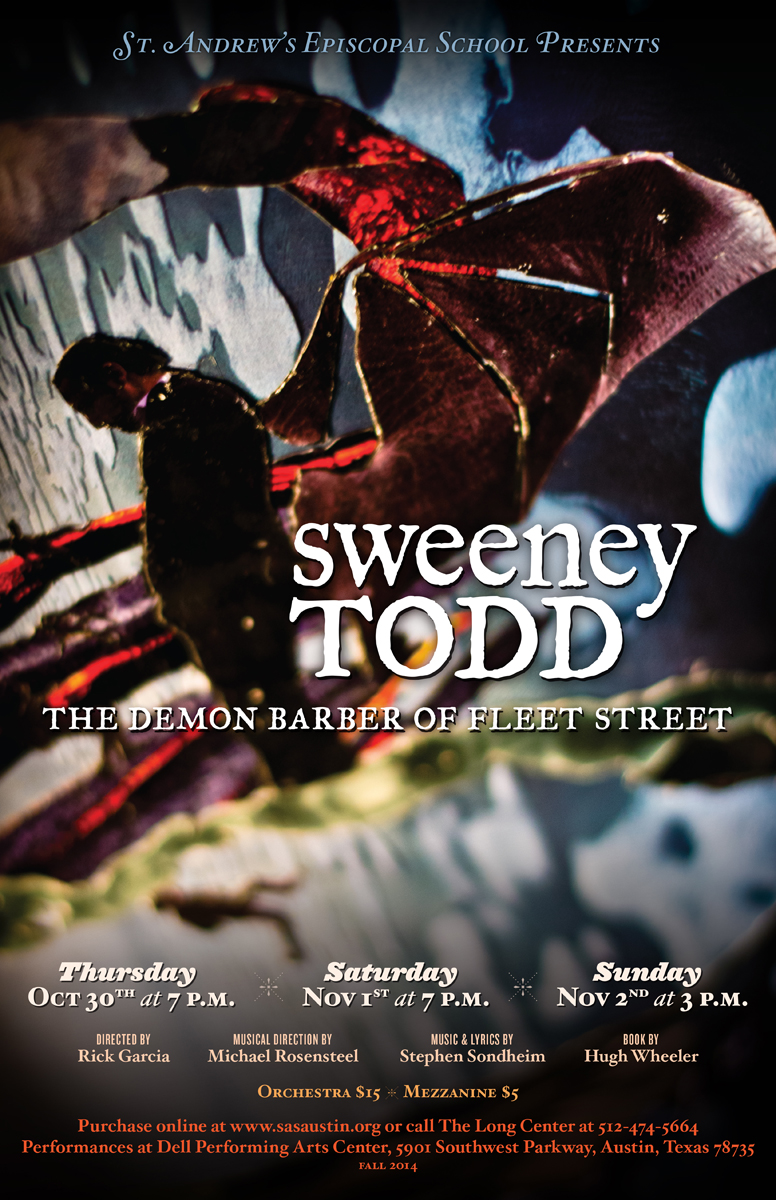 St. Andrew's Episcopal School Presents
sweeney
TODD
THE DEMON BARBER OF FLEET STREET
Thursday
Oct 30th at 7 p.m.
Saturday
Nov 1st at 7 p.m.
Sunday
Nov 2nd at 3 p.m.
DIRECTED BY
Rick Garcia
MUSICAL DIRECTION BY
Michael Rosensteel
MUSIC & LYRICS BY
Stephen Sondheim
BOOK BY
Hugh Wheeler
Orchestra $15 Mezzanine $5
Purchase online at www.sasaustin.org or call The Long Center at 512-474-5664
Performances at Dell Performing Arts Center, 5901 Southwest Parkway, Austin, Texas 78735
FALL 2014